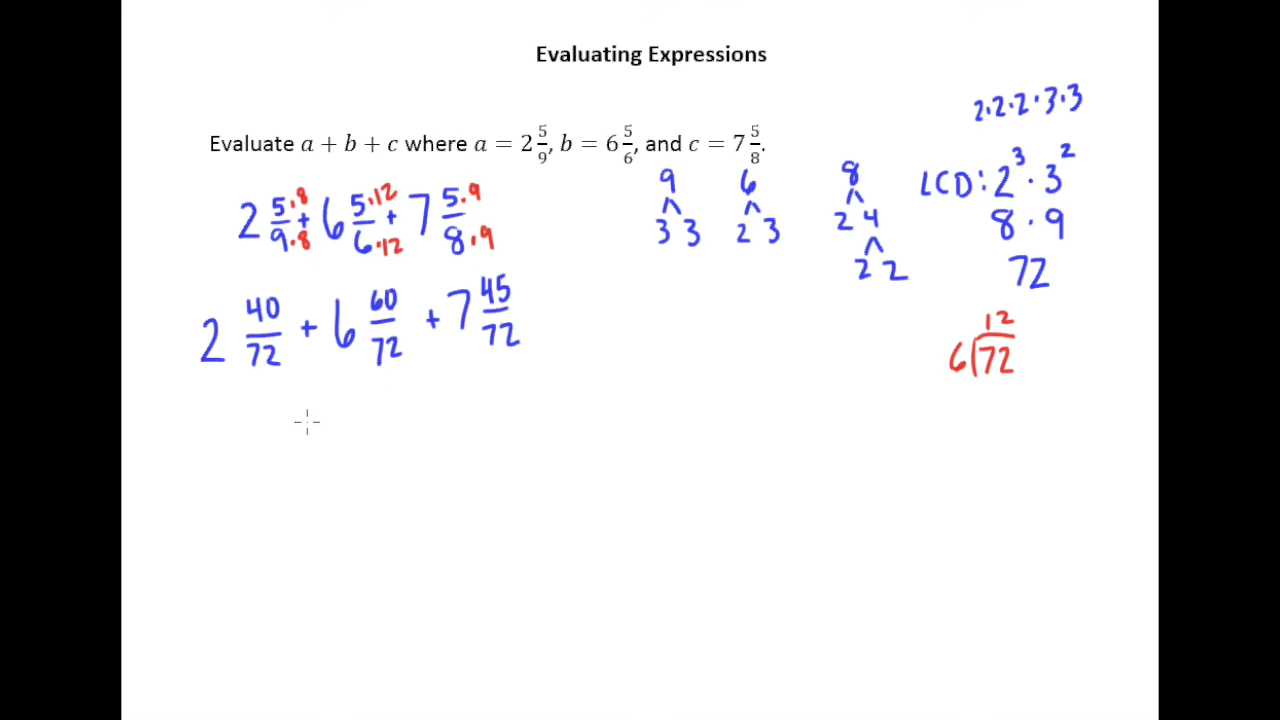 Evaluating Expressions
2·2·2·3·3
Evaluate a + b + c where a = 2 5/9, b = 6 5/6, and c = 7 5/8.
2 5·8/9·8 + 6 5·12/6·12 + 7 5·9/8·9
9
3 3
6
2 3
8
2 4
2 2
LCD: 2³·3²
8·9
72
2 40/72 + 6 60/72 + 7 45/72
12
6)72